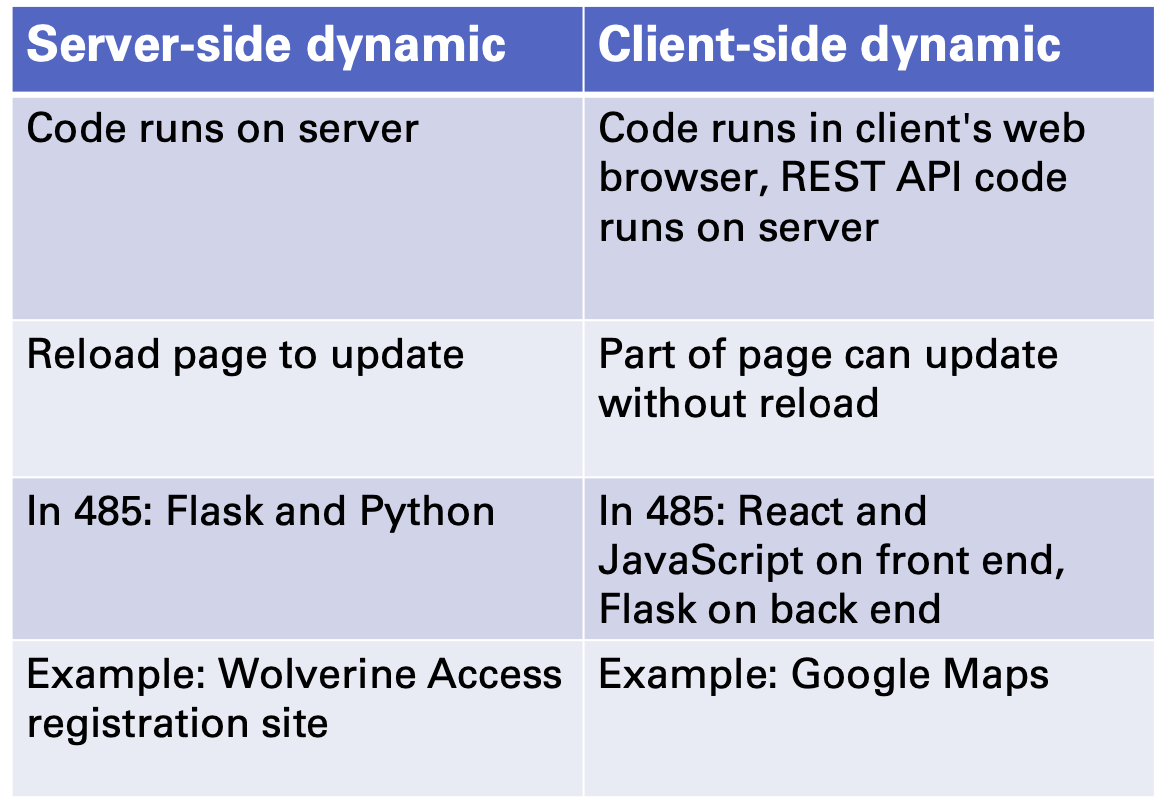 Server-side dynamic
Client-side dynamic
Code runs on server
Code runs in client's web
browser, REST API code
runs on server
Reload page to update
Part of page can update
without reload
In 485: Flask and Python
In 485: React and
JavaScript on front end,
Flask on back end
Example: Wolverine Access
registration site
Example: Google Maps